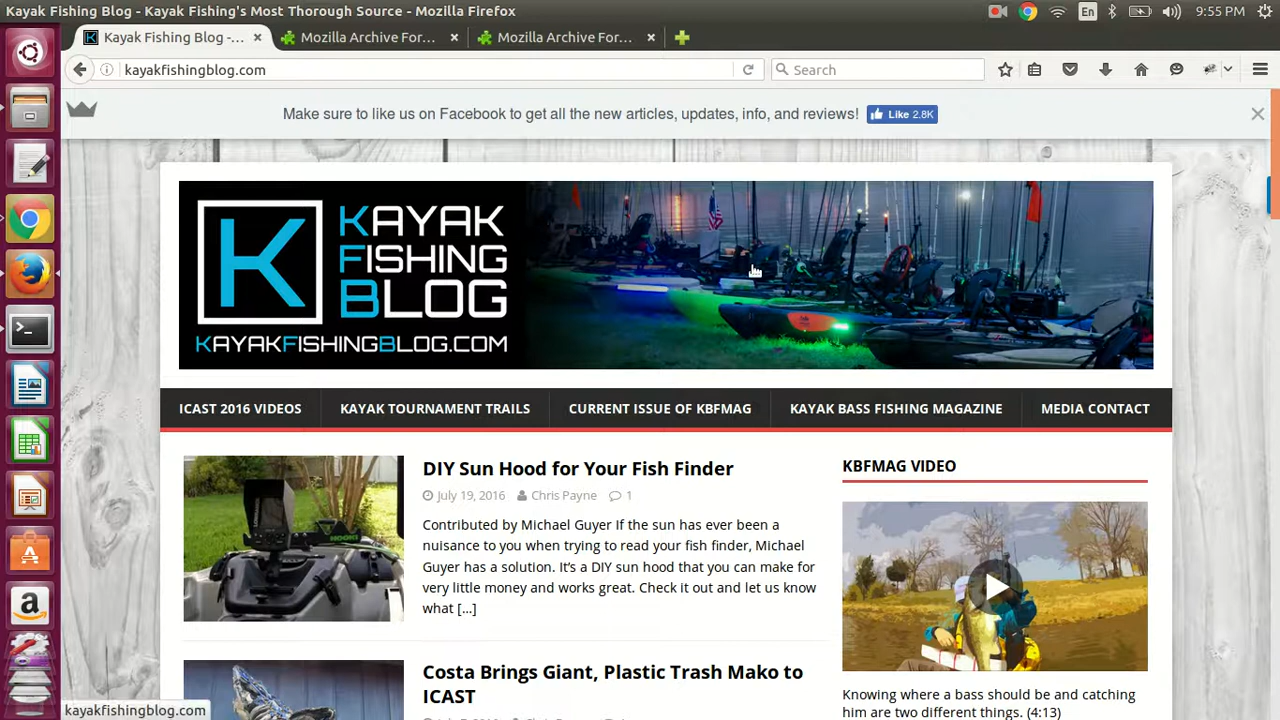 Kayak Fishing Blog - Kayak Fishing's Most Thorough Source - Mozilla Firefox
En
9:55 PM
Kayak Fishing Blog -...
Mozilla Archive For...
Mozilla Archive For...
kayakfishingblog.com
Search
Make sure to like us on Facebook to get all the new articles, updates, info, and reviews!
Like 2.8K
K
KAYAK
FISHING
BLOG
KAYAKFISHINGBLOG.COM
ICAST 2016 VIDEOS
KAYAK TOURNAMENT TRAILS
CURRENT ISSUE OF KBFMAG
KAYAK BASS FISHING MAGAZINE
MEDIA CONTACT
DIY Sun Hood for Your Fish Finder
July 19, 2016 Chris Payne 1
Contributed by Michael Guyer If the sun has ever been a
nuisance to you when trying to read your fish finder, Michael
Guyer has a solution. It's a DIY sun hood that you can make for
very little money and works great. Check it out and let us know
what [...]
Costa Brings Giant, Plastic Trash Mako to
ICAST
KBFMAG VIDEO
Knowing where a bass should be and catching
him are two different things. (4:13)
kayakfishingblog.com